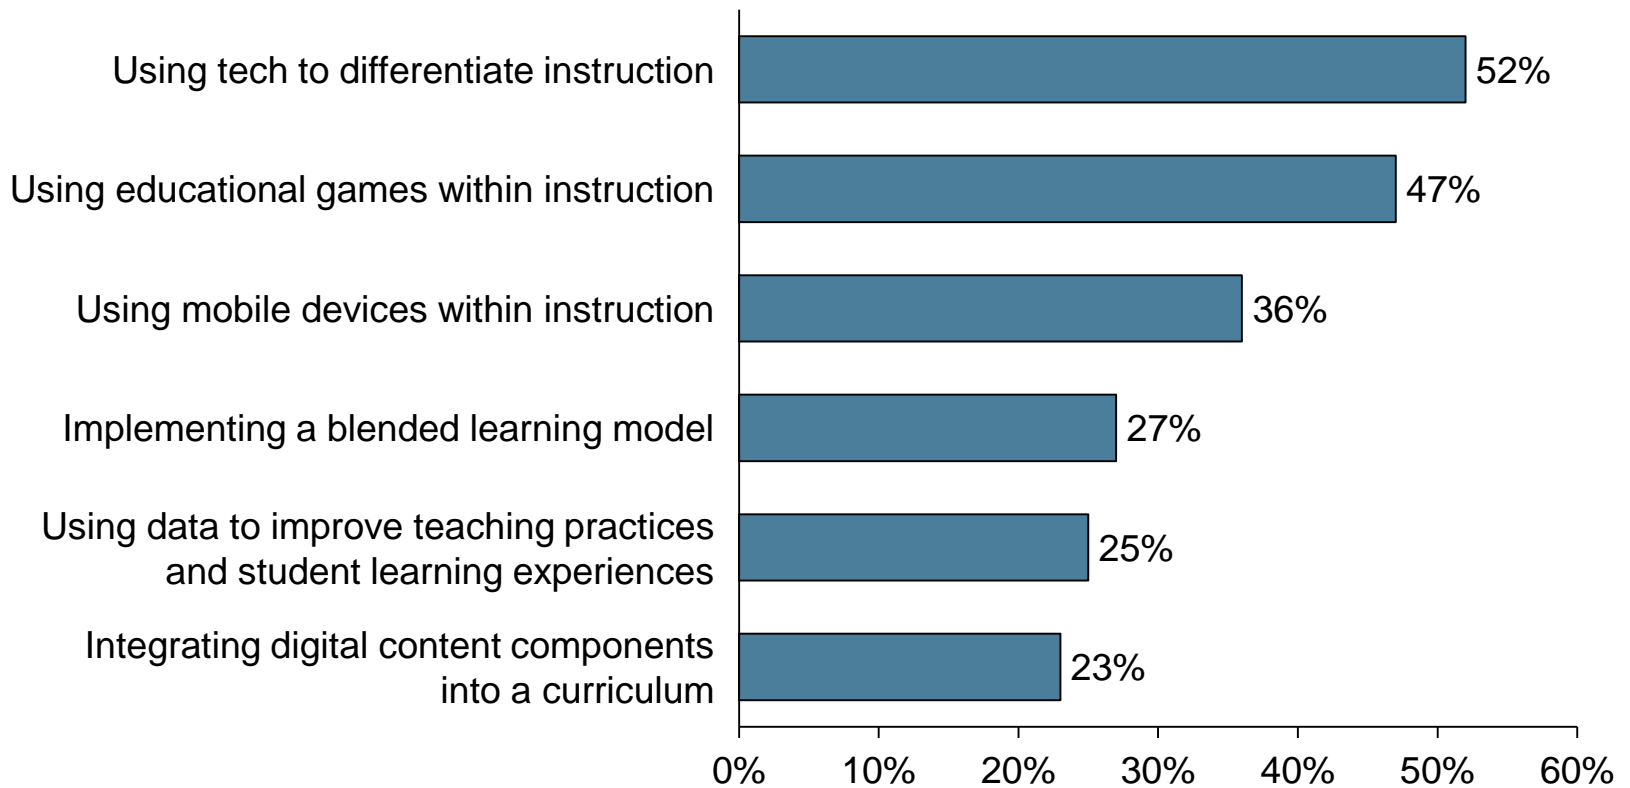 Using tech to differentiate instruction
52%
Using educational games within instruction
47%
Using mobile devices within instruction
36%
Implementing a blended learning model
27%
Using data to improve teaching practices
and student learning experiences
25%
Integrating digital content components
into a curriculum
23%
0% 10% 20% 30% 40% 50% 60%